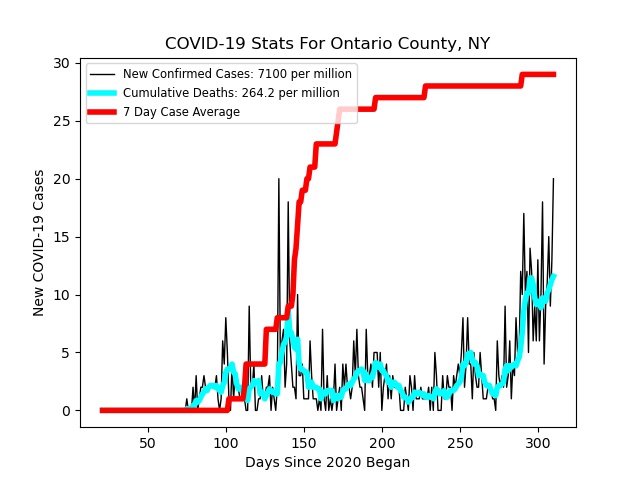 COVID-19 Stats For Ontario County, NY
New Confirmed Cases: 7100 per million
Cumulative Deaths: 264.2 per million
7 Day Case Average
New COVID-19 Cases
30
25
20
15
10
5
0
50
100
150
200
250
300
Days Since 2020 Began